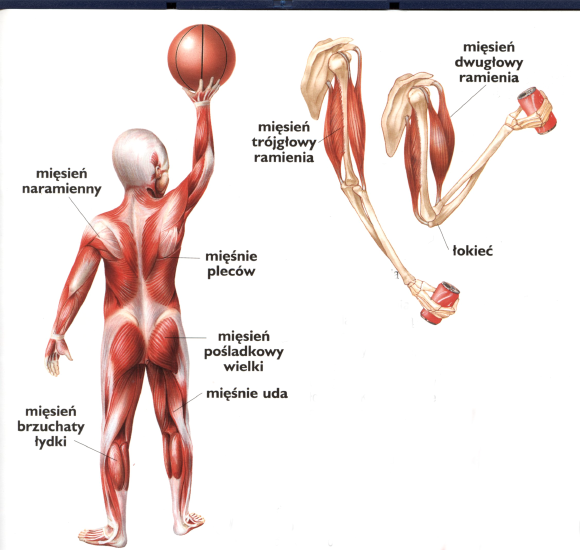 mięsień
dwugłowy
ramienia
mięsień
trójgłowy
ramienia
mięsień
naramienny
łokieć
mięśnie
pleców
mięsień
pośladkowy
wielki
mięśnie uda
mięsień
brzuchaty
łydki